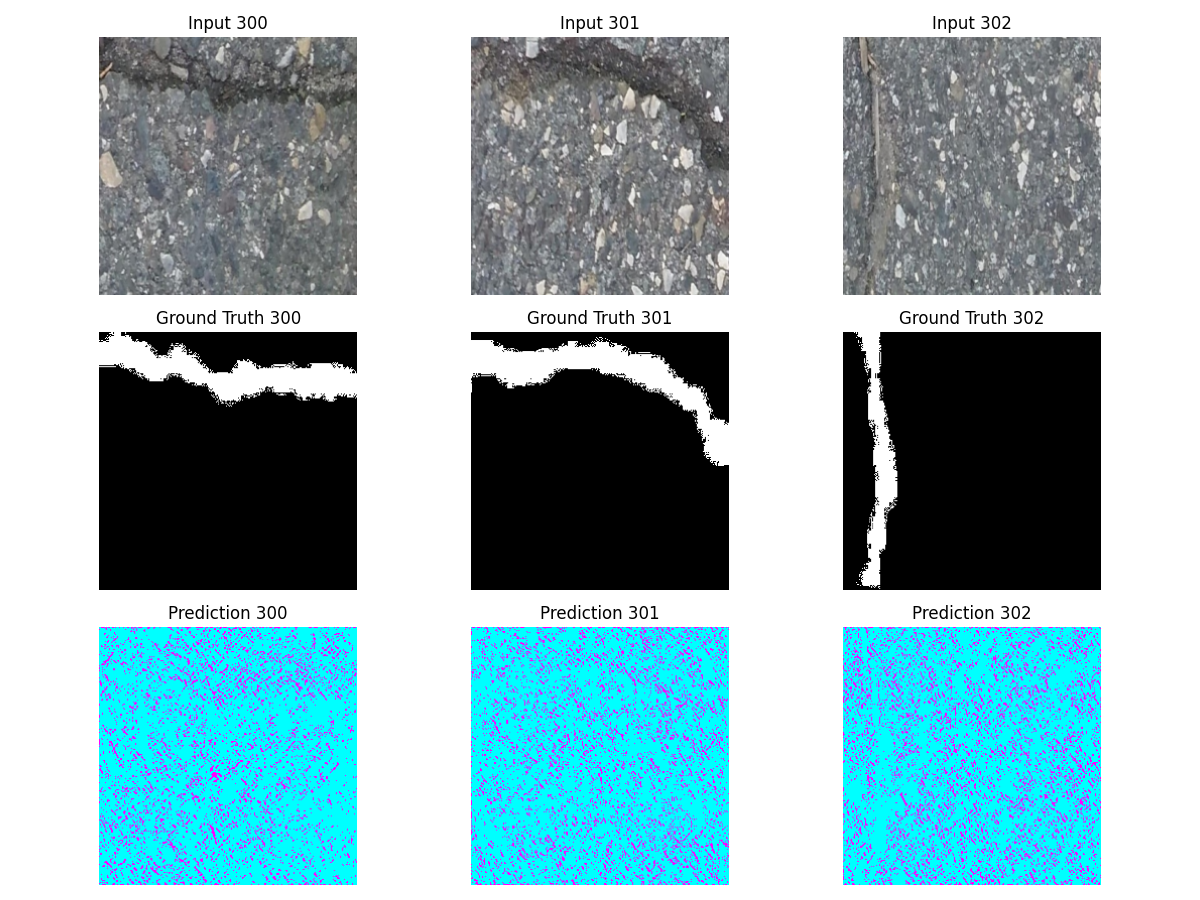 Input 300
Input 301
Input 302
Ground Truth 300
Ground Truth 301
Ground Truth 302
Prediction 300
Prediction 301
Prediction 302